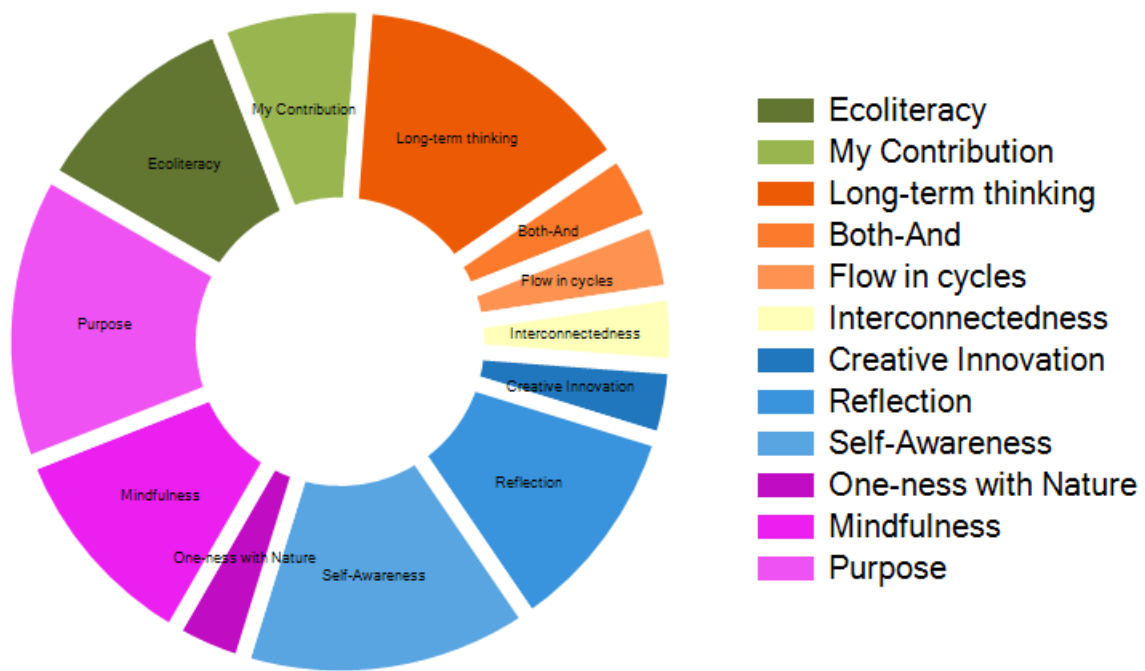 My Contribution
Long-term thinking
Ecoliteracy
Both-And
Flow in cycles
Purpose
Interconnectedness
Creative Innovation
Reflection
Mindfulness
One-ness with Nature
Self-Awareness
Ecoliteracy
My Contribution
Long-term thinking
Both-And
Flow in cycles
Interconnectedness
Creative Innovation
Reflection
Self-Awareness
One-ness with Nature
Mindfulness
Purpose